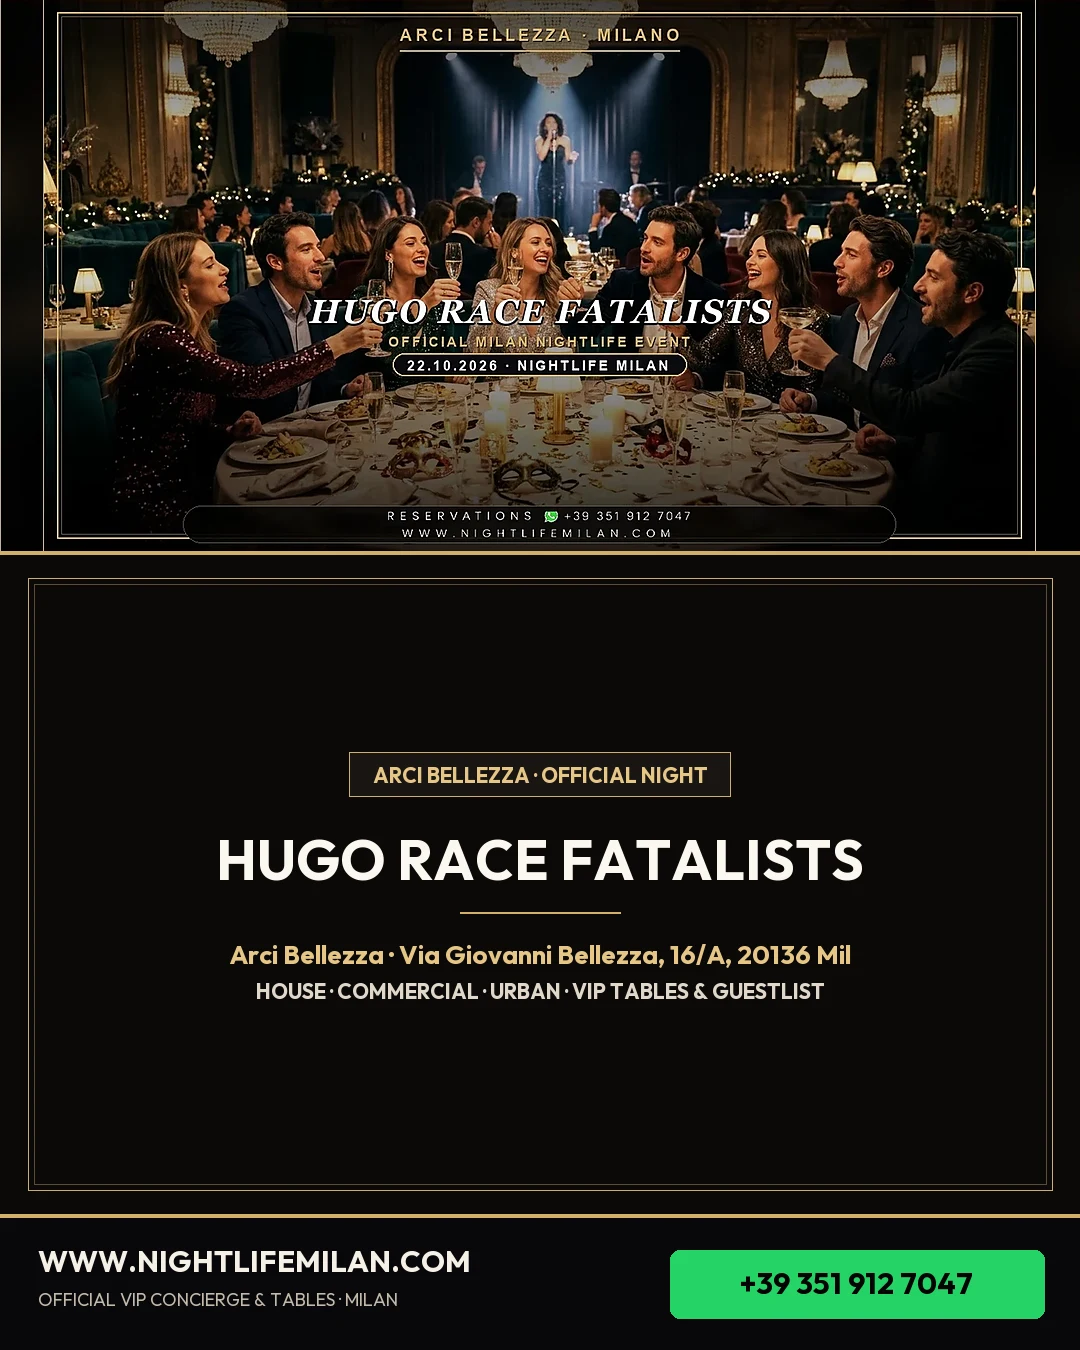 ARCI BELLEZZA · MILANO
HUGO RACE FATALISTS
OFFICIAL MILAN NIGHTLIFE EVENT
22.10.2026 · NIGHTLIFE MILAN
RESERVATIONS +39 351 912 7047
WWW.NIGHTLIFEMILAN.COM
ARCI BELLEZZA · OFFICIAL NIGHT
HUGO RACE FATALISTS
Arci Bellezza · Via Giovanni Bellezza, 16/A, 20136 Mil
HOUSE · COMMERCIAL · URBAN · VIP TABLES & GUESTLIST
WWW.NIGHTLIFEMILAN.COM
OFFICIAL VIP CONCIERGE & TABLES · MILAN
+39 351 912 7047